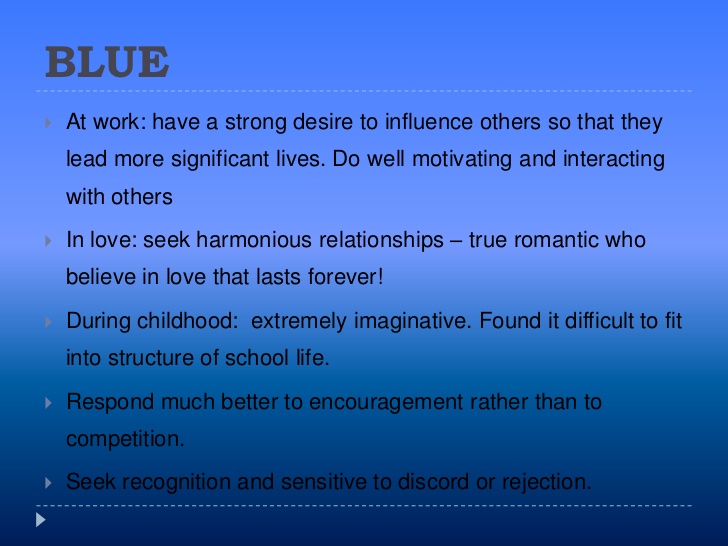 BLUE
At work: have a strong desire to influence others so that they
lead more significant lives. Do well motivating and interacting
with others
In love: seek harmonious relationships – true romantic who
believe in love that lasts forever!
During childhood:  extremely imaginative. Found it difficult to fit
into structure of school life.
Respond much better to encouragement rather than to
competition.
Seek recognition and sensitive to discord or rejection.